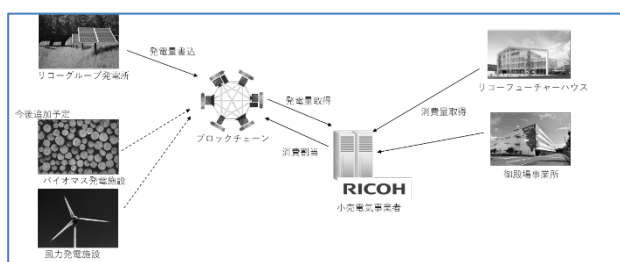 リコーグループ発電所
発電量書込
今後追加予定
バイオマス発電施設
風力発電施設
ブロックチェーン
発電量取得
消費割当
RICOH
小売電気事業者
消費量取得
リコーフューチャーハウス
御殿場事業所